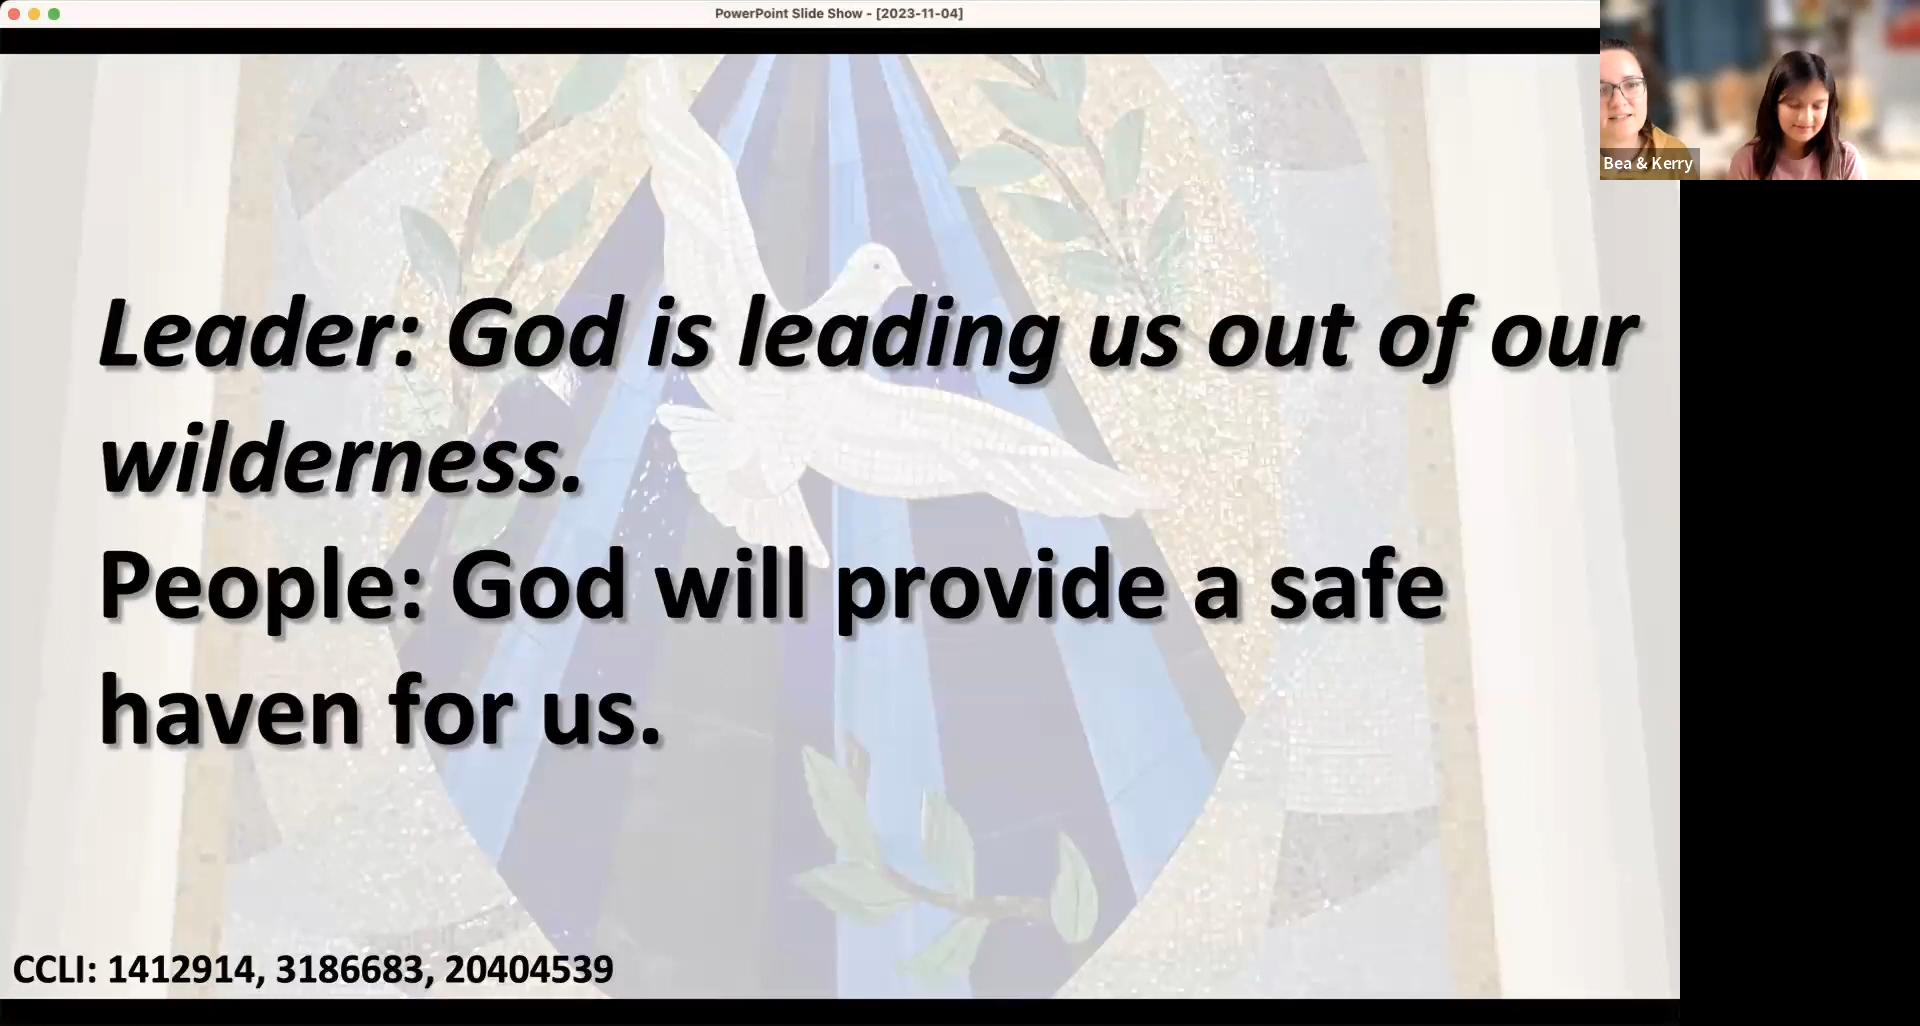 PowerPoint Slide Show - [2023-11-04]
Bea & Kerry
Leader: God is leading us out of our
wilderness.
People: God will provide a safe
haven for us.
CCLI: 1412914, 3186683, 20404539